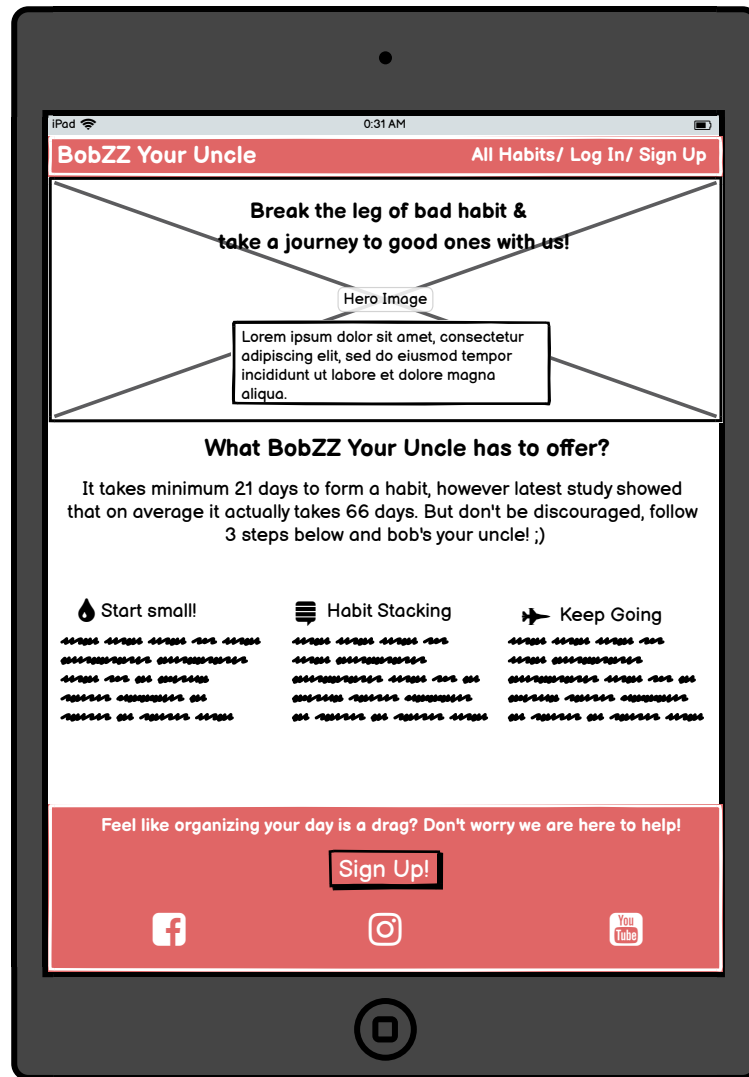 iPad
0:31 AM
BobZZ Your Uncle
All Habits/ Log In/ Sign Up
Break the leg of bad habit &
take a journey to good ones with us!
Hero Image
Lorem ipsum dolor sit amet, consectetur
adipiscing elit, sed do eiusmod tempor
incididunt ut labore et dolore magna
aliqua.
What BobZZ Your Uncle has to offer?
It takes minimum 21 days to form a habit, however latest study showed
that on average it actually takes 66 days. But don't be discouraged, follow
3 steps below and bob's your uncle! ;)
Start small!
Habit Stacking
Keep Going
Feel like organizing your day is a drag? Don't worry we are here to help!
Sign Up!
You
Tube